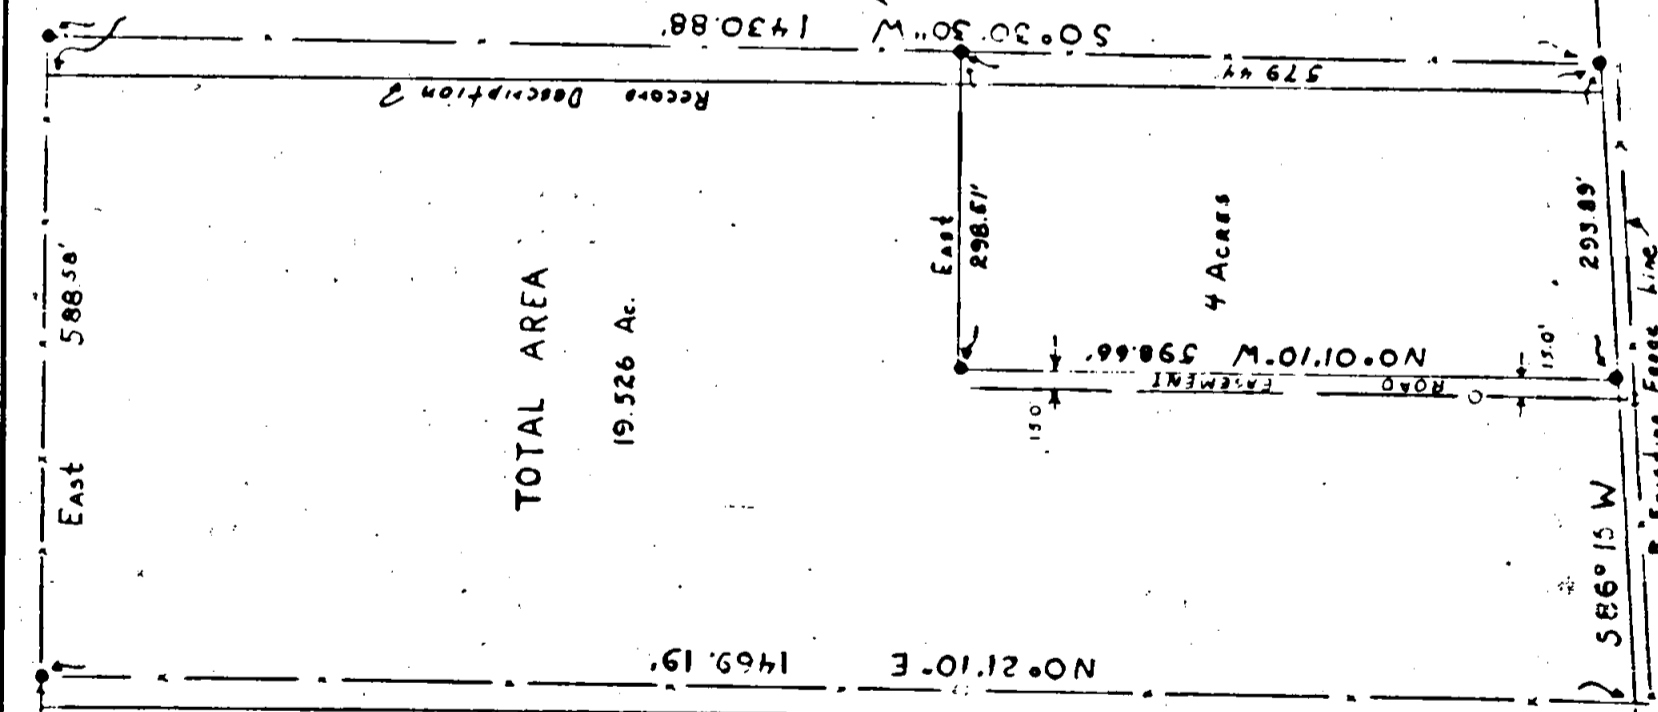 S 0° 30' 30" W 1430.88'
579.44
Record Description
East 588.58'
TOTAL AREA
19.526 Ac.
East
298.51'
4 Acres
293.89'
N 0° 01' 10" W 598.66'
ROAD EASEMENT
15.0'
15.0
S 86° 15 W
Existing Fence Line
N 0° 21' 10" E 1469.19'